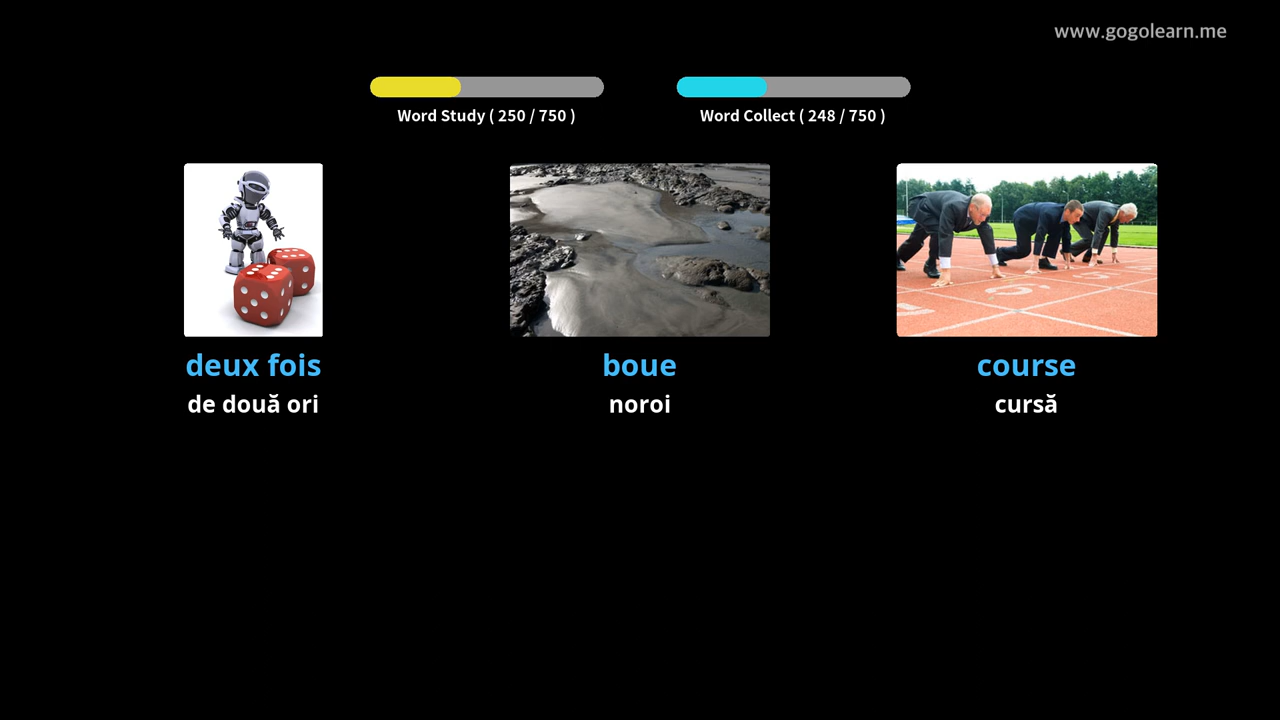 www.gogolearn.me
Word Study ( 250 / 750 )
Word Collect ( 248 / 750 )
deux fois
de două ori
boue
noroi
course
cursă